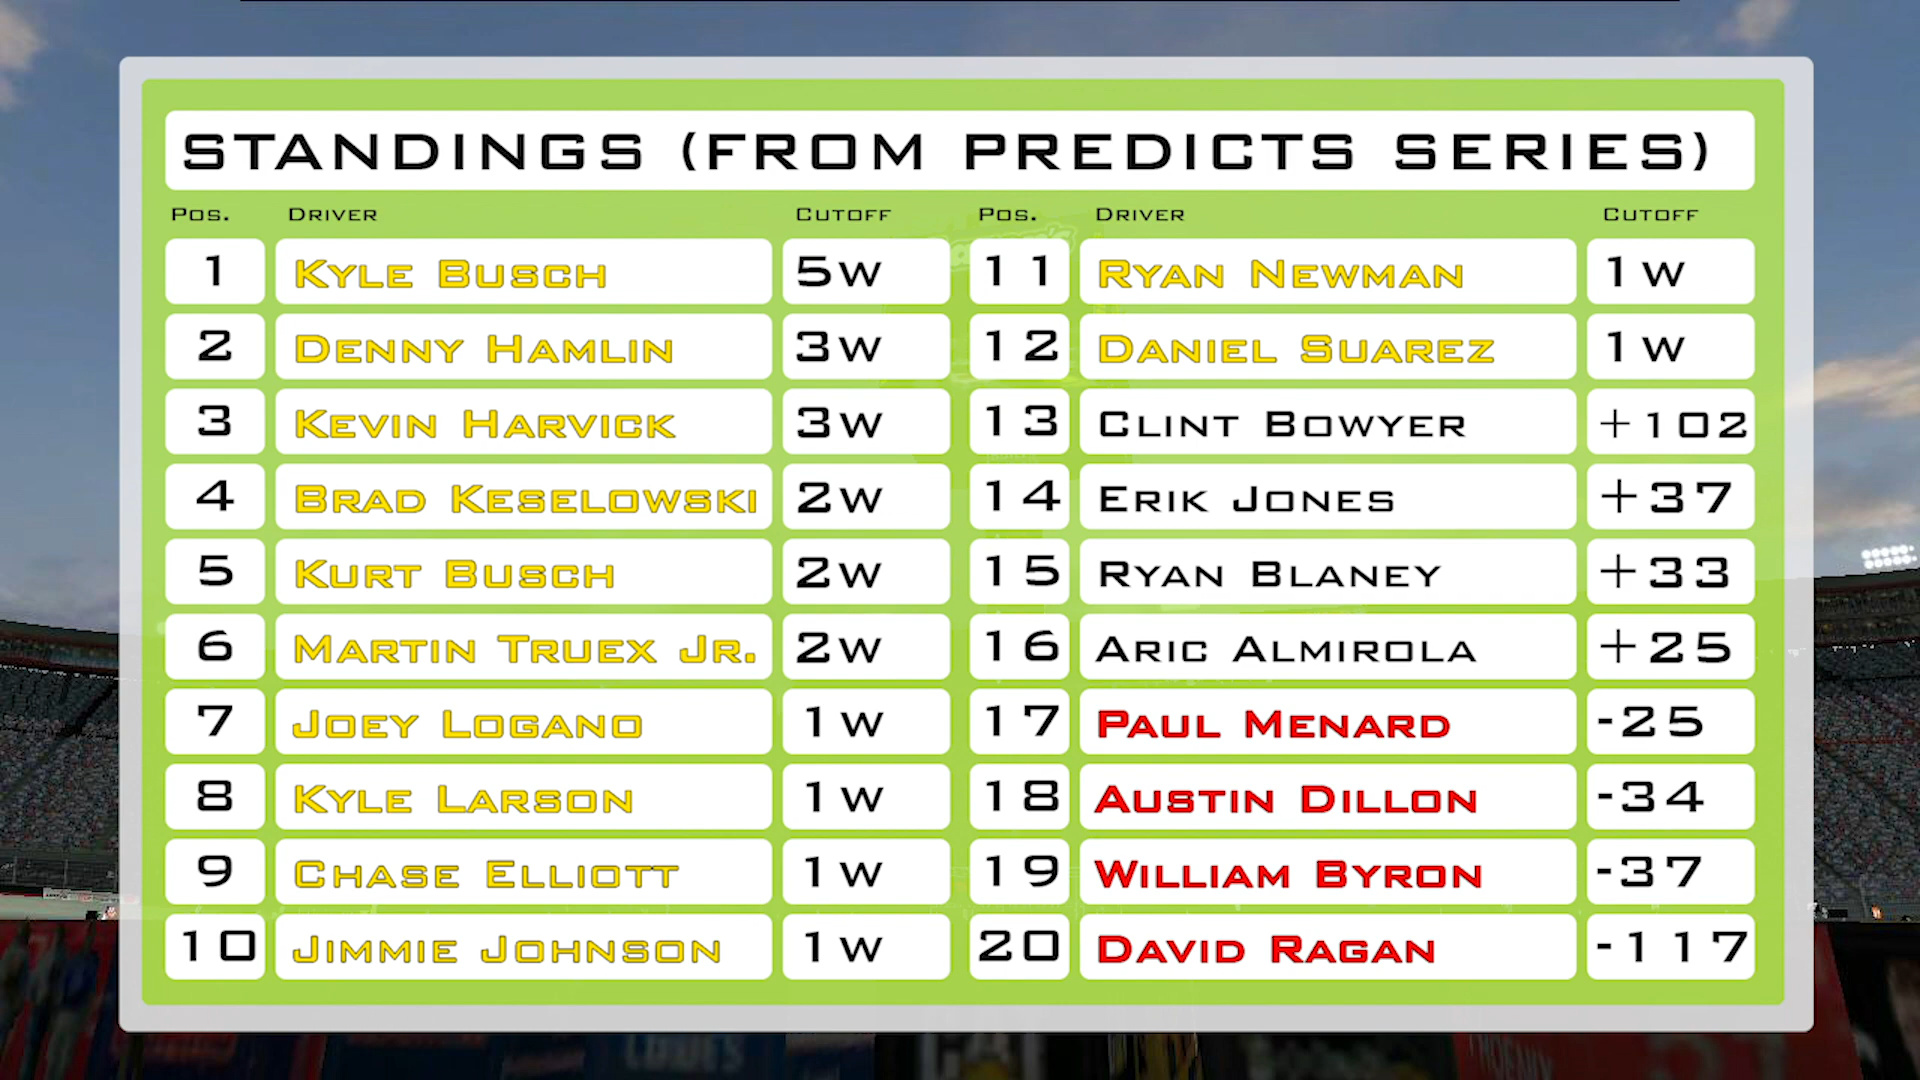 STANDINGS (FROM PREDICTS SERIES)
POS. DRIVER CUTOFF POS. DRIVER CUTOFF
1 KYLE BUSCH 5W 11 RYAN NEWMAN 1W
2 DENNY HAMLIN 3W 12 DANIEL SUAREZ 1W
3 KEVIN HARVICK 3W 13 CLINT BOWYER +102
4 BRAD KESELOWSKI 2W 14 ERIK JONES +37
5 KURT BUSCH 2W 15 RYAN BLANEY +33
6 MARTIN TRUEX JR. 2W 16 ARIC ALMIROLA +25
7 JOEY LOGANO 1W 17 PAUL MENARD -25
8 KYLE LARSON 1W 18 AUSTIN DILLON -34
9 CHASE ELLIOTT 1W 19 WILLIAM BYRON -37
10 JIMMIE JOHNSON 1W 20 DAVID RAGAN -117